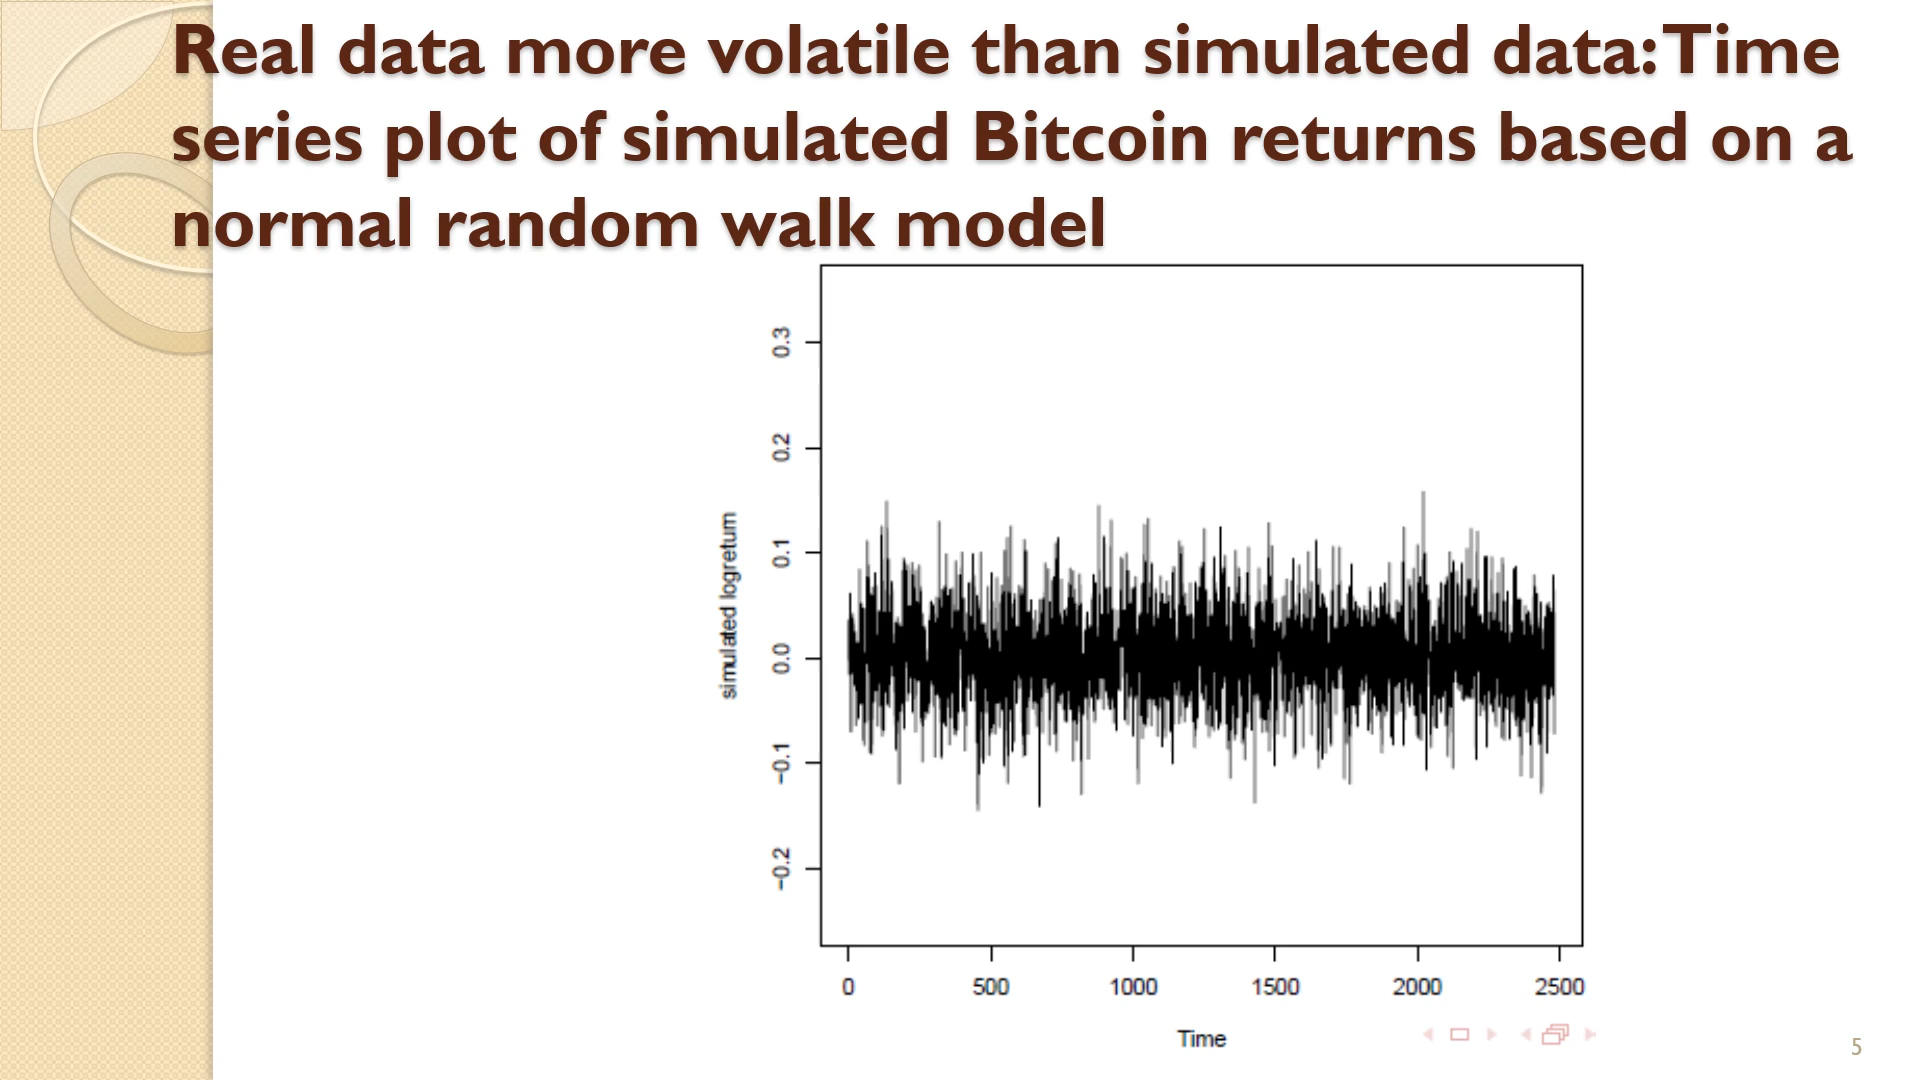 Real data more volatile than simulated data: Time
series plot of simulated Bitcoin returns based on a
normal random walk model
0.3
0.2
0.1
0.0
−0.1
−0.2
simulated logreturn
0 500 1000 1500 2000 2500
Time
5